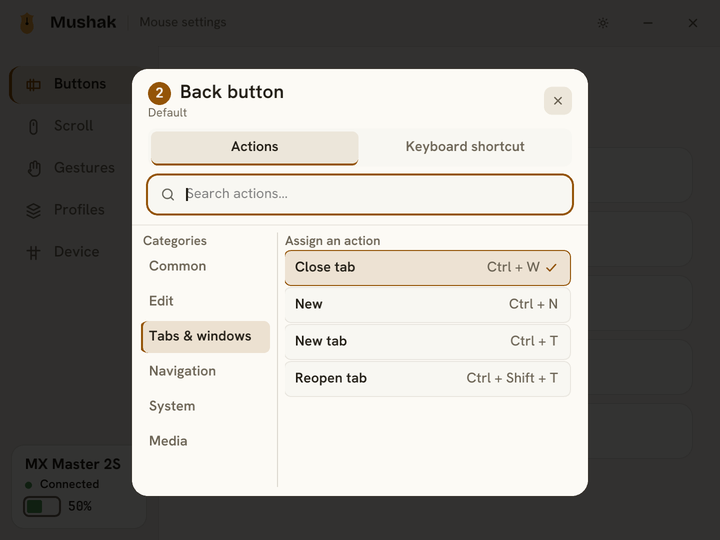 Mushak
Mouse settings
Buttons
Scroll
Gestures
Profiles
Device
MX Master 2S
Connected
50%
2 Back button
Default
Actions
Keyboard shortcut
Search actions...
Categories
Common
Edit
Tabs & windows
Navigation
System
Media
Assign an action
Close tab Ctrl + W
New Ctrl + N
New tab Ctrl + T
Reopen tab Ctrl + Shift + T